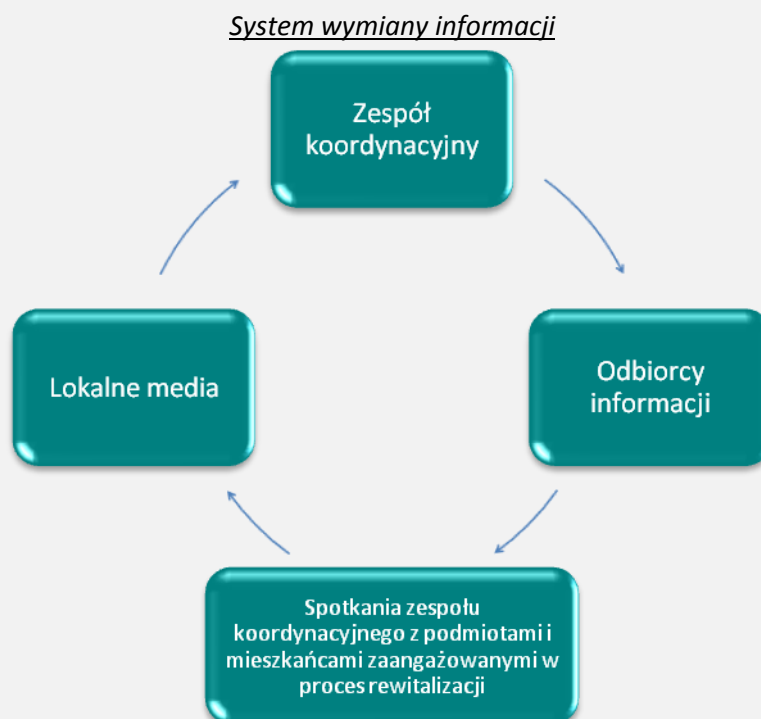 System wymiany informacji
Zespół
koordynacyjny
Odbiorcy
informacji
Spotkania zespołu
koordynacyjnego z podmiotami i
mieszkańcami zaangażowanymi w
proces rewitalizacji
Lokalne media